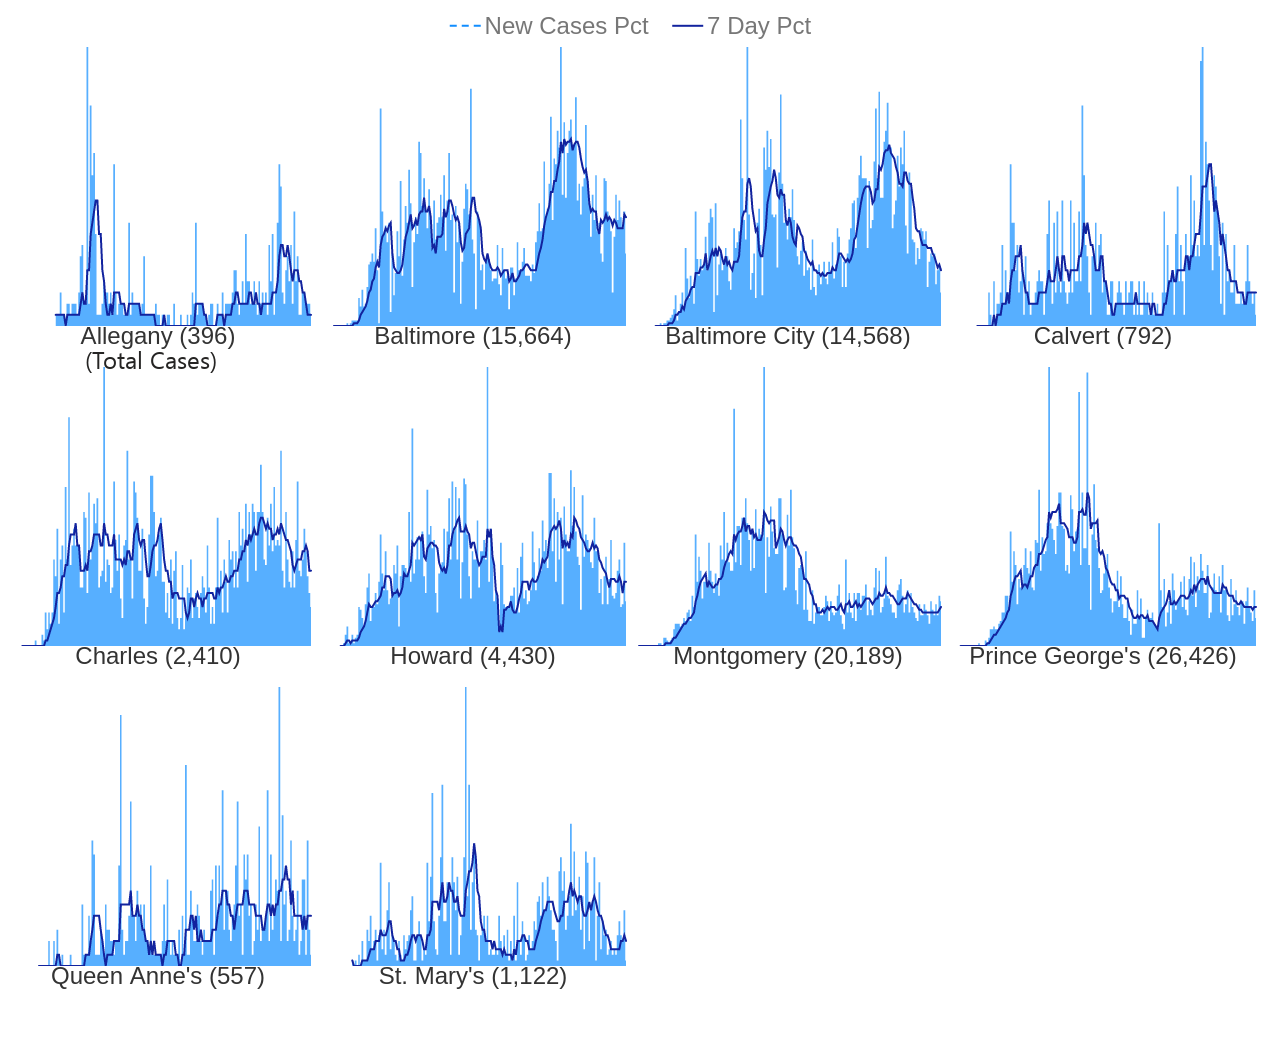 New Cases Pct 7 Day Pct
Allegany (396) Baltimore (15,664) Baltimore City (14,568) Calvert (792)
(Total Cases)
Charles (2,410) Howard (4,430) Montgomery (20,189) Prince George's (26,426)
Queen Anne's (557) St. Mary's (1,122)